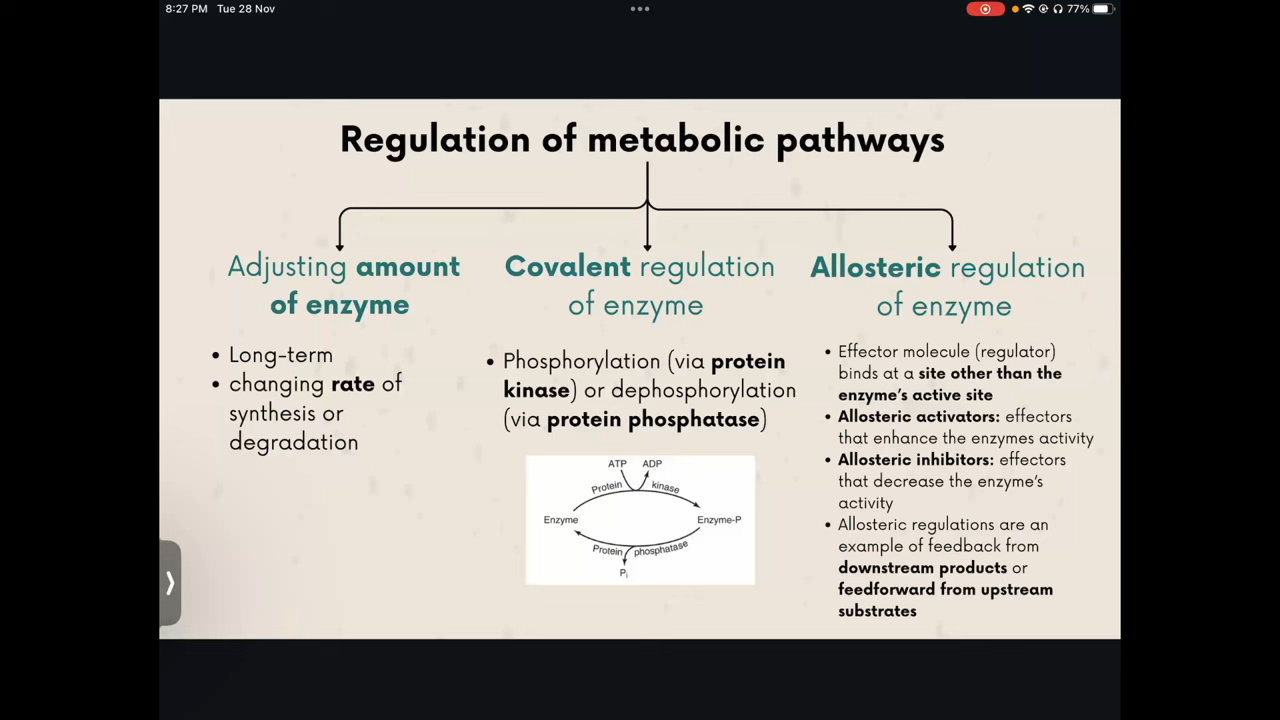 8:27 PM Tue 28 Nov
77%
Regulation of metabolic pathways
Adjusting amount
of enzyme
• Long-term
• changing rate of
synthesis or
degradation
Covalent regulation
of enzyme
• Phosphorylation (via protein
kinase) or dephosphorylation
(via protein phosphatase)
ATP ADP
Protein kinase
Enzyme Enzyme-P
Protein phosphatase
Pi
Allosteric regulation
of enzyme
• Effector molecule (regulator)
binds at a site other than the
enzyme's active site
• Allosteric activators: effectors
that enhance the enzymes activity
• Allosteric inhibitors: effectors
that decrease the enzyme's
activity
• Allosteric regulations are an
example of feedback from
downstream products or
feedforward from upstream
substrates